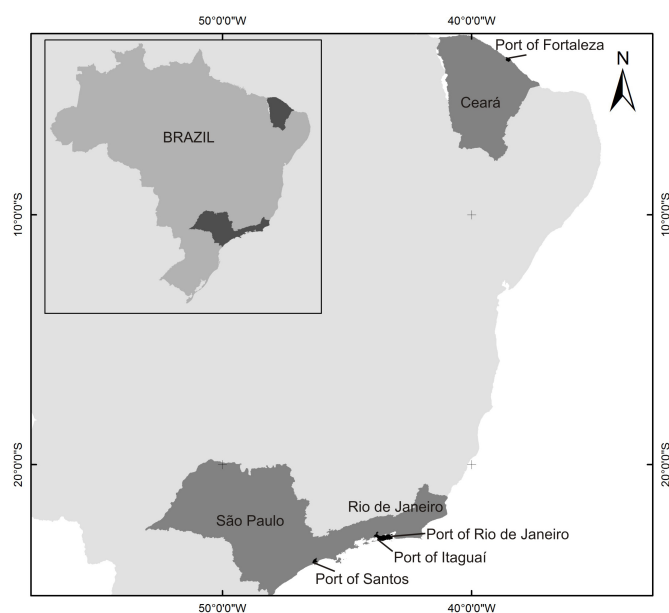 50°0'0"W
40°0'0"W
Port of Fortaleza
N
Ceará
BRAZIL
10°0'0"S
10°0'0"S
20°0'0"S
20°0'0"S
Rio de Janeiro
São Paulo
Port of Rio de Janeiro
Port of Itaguaí
Port of Santos
50°0'0"W
40°0'0"W